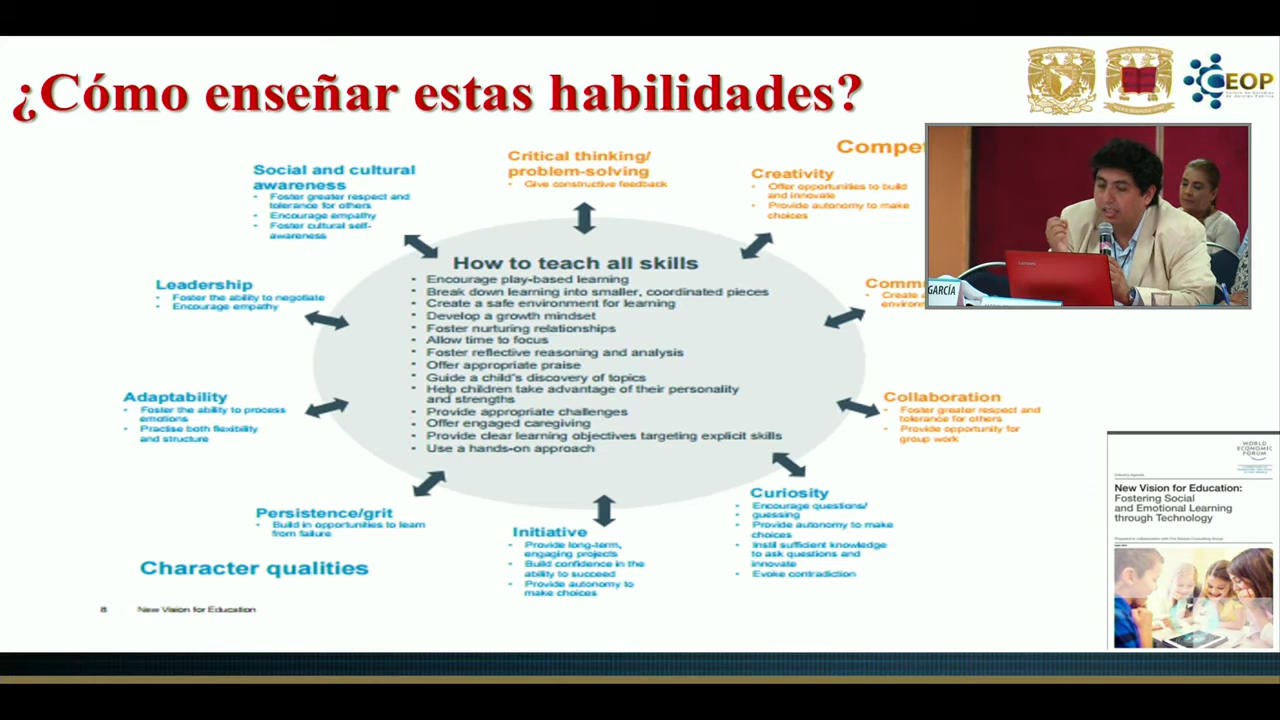 ¿Cómo enseñar estas habilidades?
CEOP
Compe
Critical thinking/
problem-solving
• Give constructive feedback
Social and cultural
awareness
• Foster greater respect and
tolerance for others
• Encourage empathy
• Foster cultural self-
awareness
Creativity
• Offer opportunities to build
and innovate
• Provide autonomy to make
choices
How to teach all skills
• Encourage play-based learning
• Break down learning into smaller, coordinated pieces
• Create a safe environment for learning
• Develop a growth mindset
• Foster nurturing relationships
• Allow time to focus
• Foster reflective reasoning and analysis
• Offer appropriate praise
• Guide a child's discovery of topics
• Help children take advantage of their personality
and strengths
• Provide appropriate challenges
• Offer engaged caregiving
• Provide clear learning objectives targeting explicit skills
• Use a hands-on approach
Leadership
• Foster the ability to negotiate
• Encourage empathy
Comm
• Create
environ
GARCÍA
Lenovo
Adaptability
• Foster the ability to process
emotions
• Practise both flexibility
and structure
Collaboration
• Foster greater respect and
tolerance for others
• Provide opportunity for
group work
Persistence/grit
• Build in opportunities to learn
from failure
Initiative
• Provide long-term,
engaging projects
• Build confidence in the
ability to succeed
• Provide autonomy to
make choices
Curiosity
• Encourage questions/
• guessing
• Provide autonomy to make
choices
• Instil sufficient knowledge
to ask questions and
innovate
• Evoke contradiction
Character qualities
8 New Vision for Education
WORLD
ECONOMIC
FORUM
New Vision for Education:
Fostering Social
and Emotional Learning
through Technology